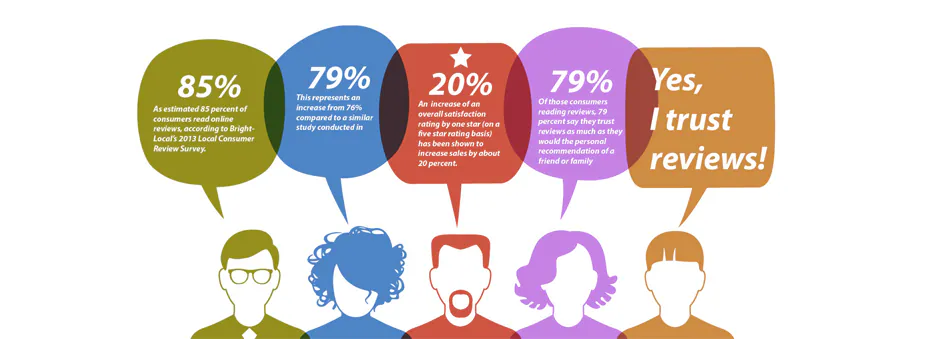 85%
As estimated 85 percent of
consumers read online
reviews, according to Bright-
Local's 2013 Local Consumer
Review Survey.
79%
This represents an
increase from 76%
compared to a similar
study conducted in
20%
An increase of an
overall satisfaction
rating by one star (on a
five star rating basis)
has been shown to
increase sales by about
20 percent.
79%
Of those consumers
reading reviews, 79
percent say they trust
reviews as much as they
would the personal
recommendation of a
friend or family
Yes,
I trust
reviews!